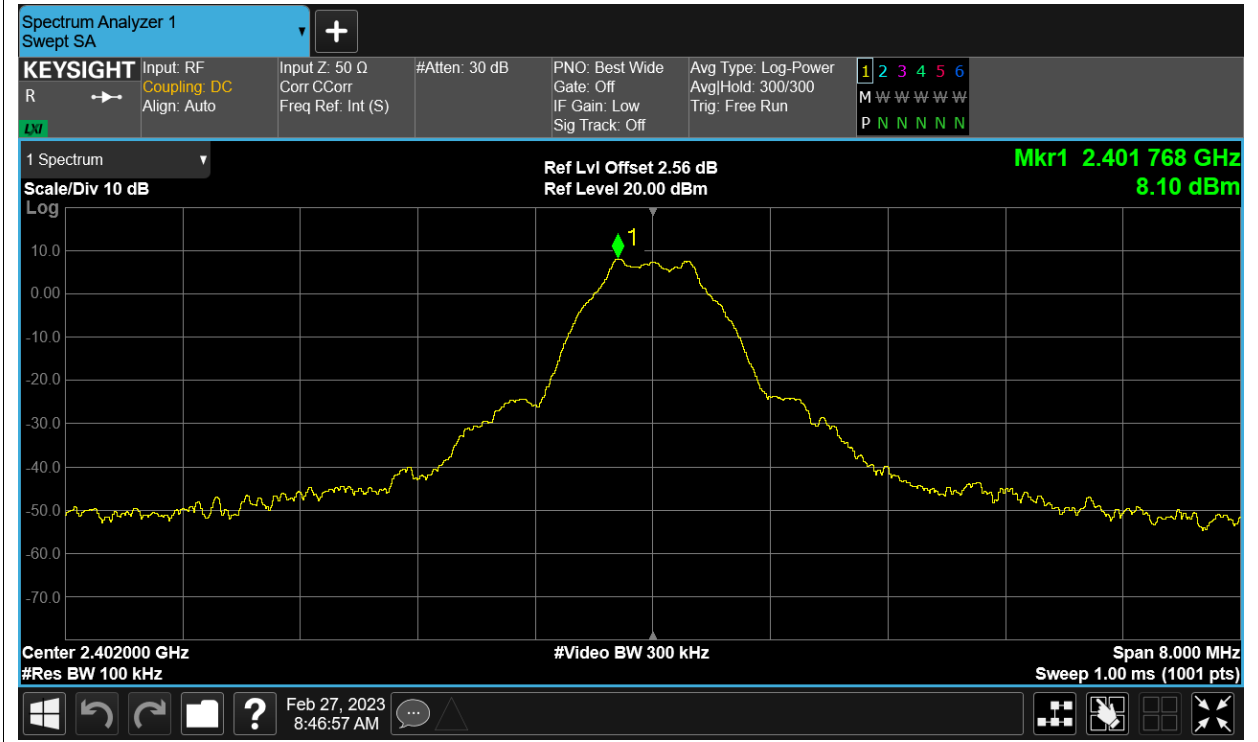 Spectrum Analyzer 1
Swept SA
KEYSIGHT
R
LXI
Input: RF
Coupling: DC
Align: Auto
Input Z: 50 Ω
Corr CCorr
Freq Ref: Int (S)
#Atten: 30 dB
PNO: Best Wide
Gate: Off
IF Gain: Low
Sig Track: Off
Avg Type: Log-Power
Avg|Hold: 300/300
Trig: Free Run
1 2 3 4 5 6
M W W W W W
P N N N N N
1 Spectrum
Scale/Div 10 dB
Log
Ref Lvl Offset 2.56 dB
Ref Level 20.00 dBm
Mkr1 2.401 768 GHz
8.10 dBm
1
10.0
0.00
-10.0
-20.0
-30.0
-40.0
-50.0
-60.0
-70.0
Center 2.402000 GHz
#Video BW 300 kHz
Span 8.000 MHz
#Res BW 100 kHz
Sweep 1.00 ms (1001 pts)
?
Feb 27, 2023
8:46:57 AM